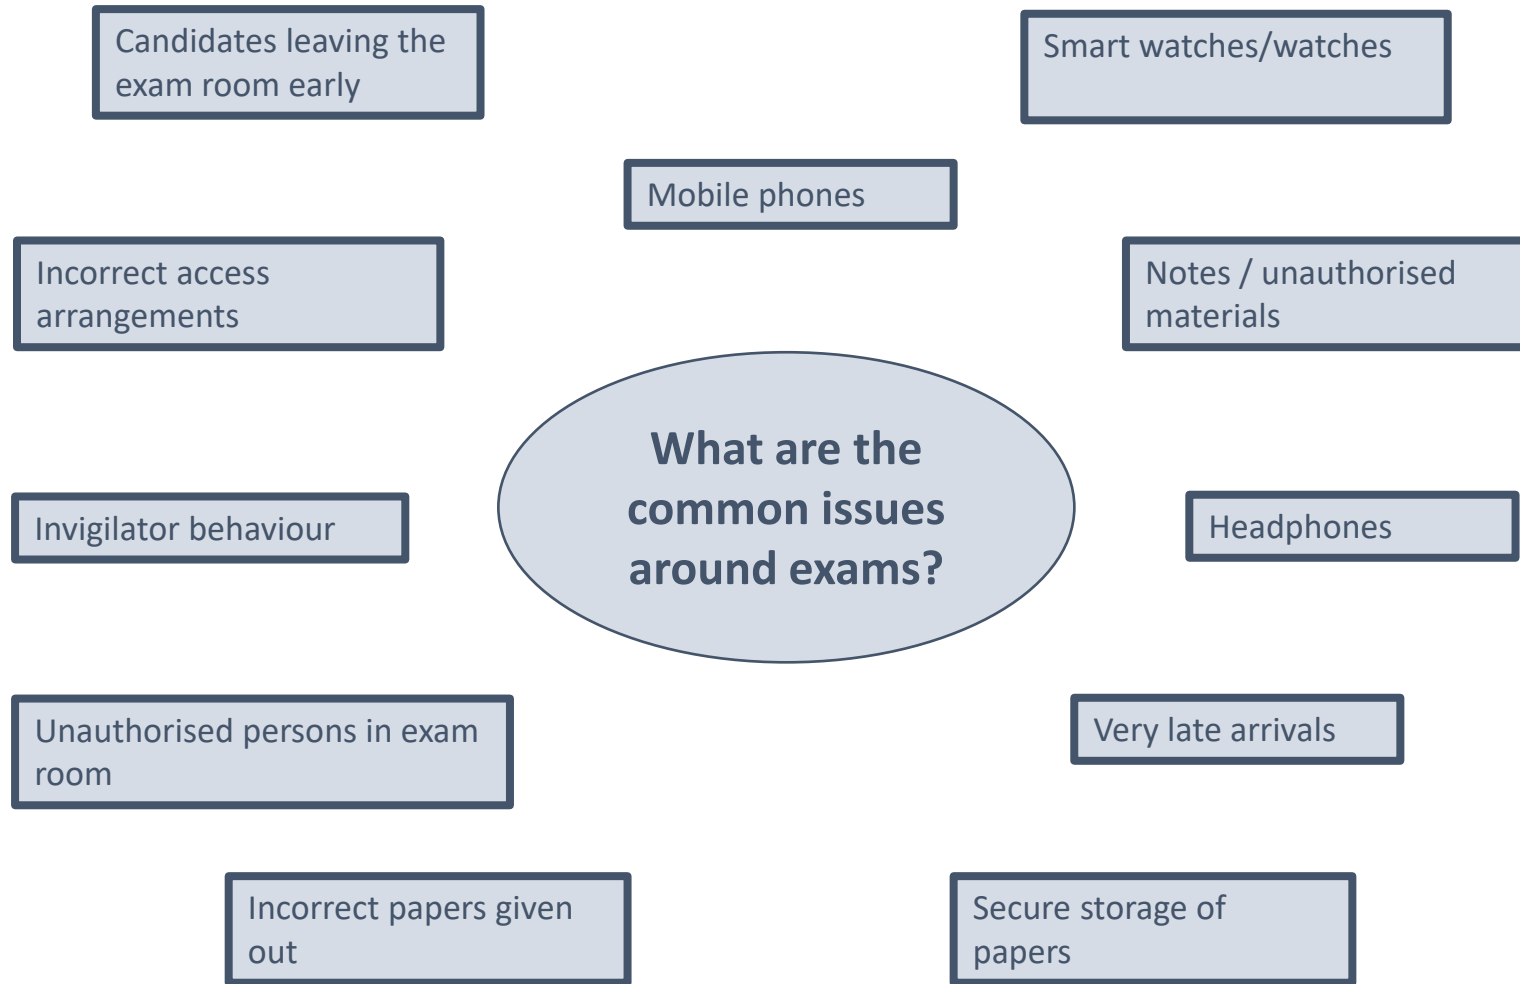 Candidates leaving the
exam room early
Smart watches/watches
Mobile phones
Incorrect access
arrangements
Notes / unauthorised
materials
What are the
common issues
around exams?
Invigilator behaviour
Headphones
Unauthorised persons in exam
room
Very late arrivals
Incorrect papers given
out
Secure storage of
papers